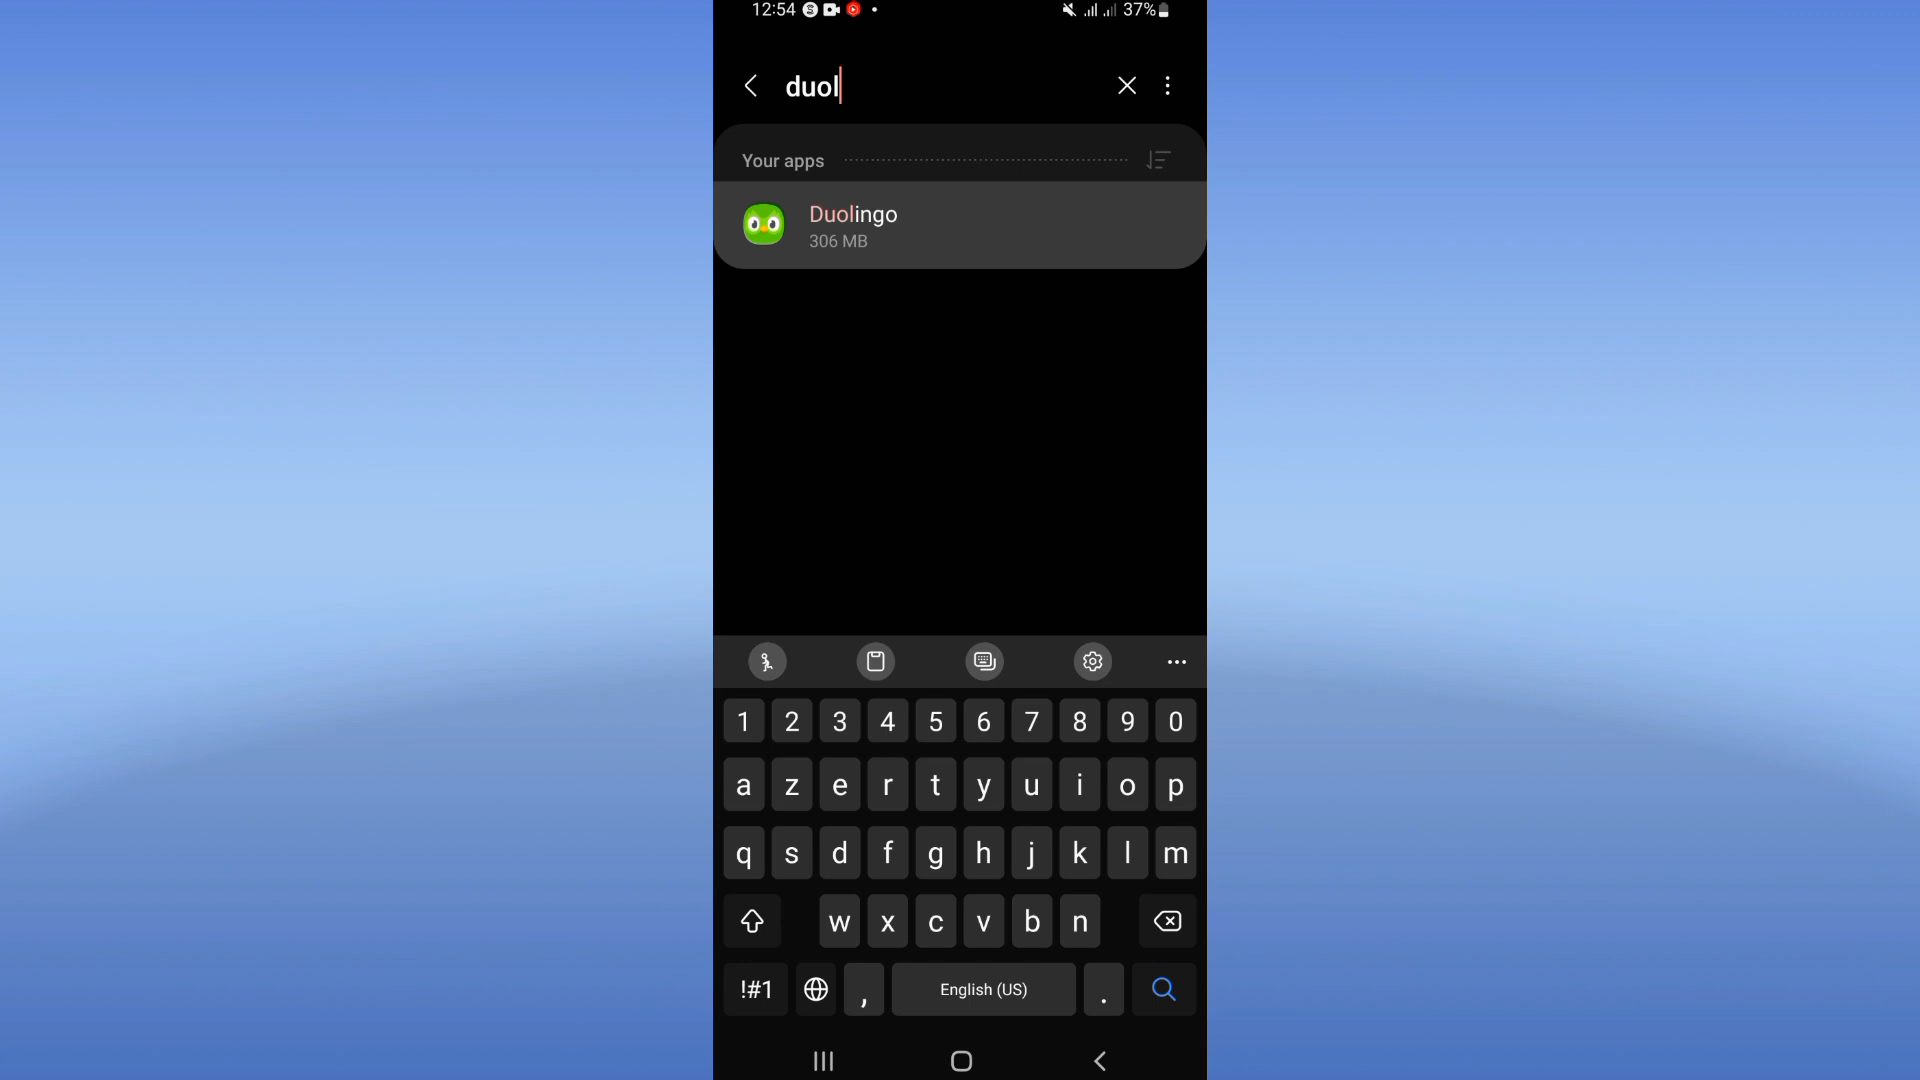 12:54 37%
duol
Your apps
Duolingo
306 MB
1 2 3 4 5 6 7 8 9 0
a z e r t y u i o p
q s d f g h j k l m
w x c v b n
!#1 , English (US) .